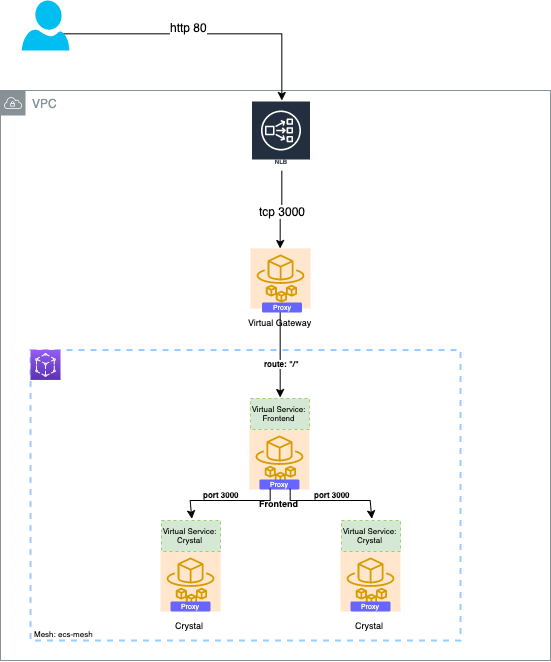 http 80
VPC
NLB
tcp 3000
Proxy
Virtual Gateway
route: "/"
Virtual Service:
Frontend
Proxy
port 3000
port 3000
Frontend
Virtual Service:
Crystal
Virtual Service:
Crystal
Proxy
Proxy
Crystal
Crystal
Mesh: ecs-mesh